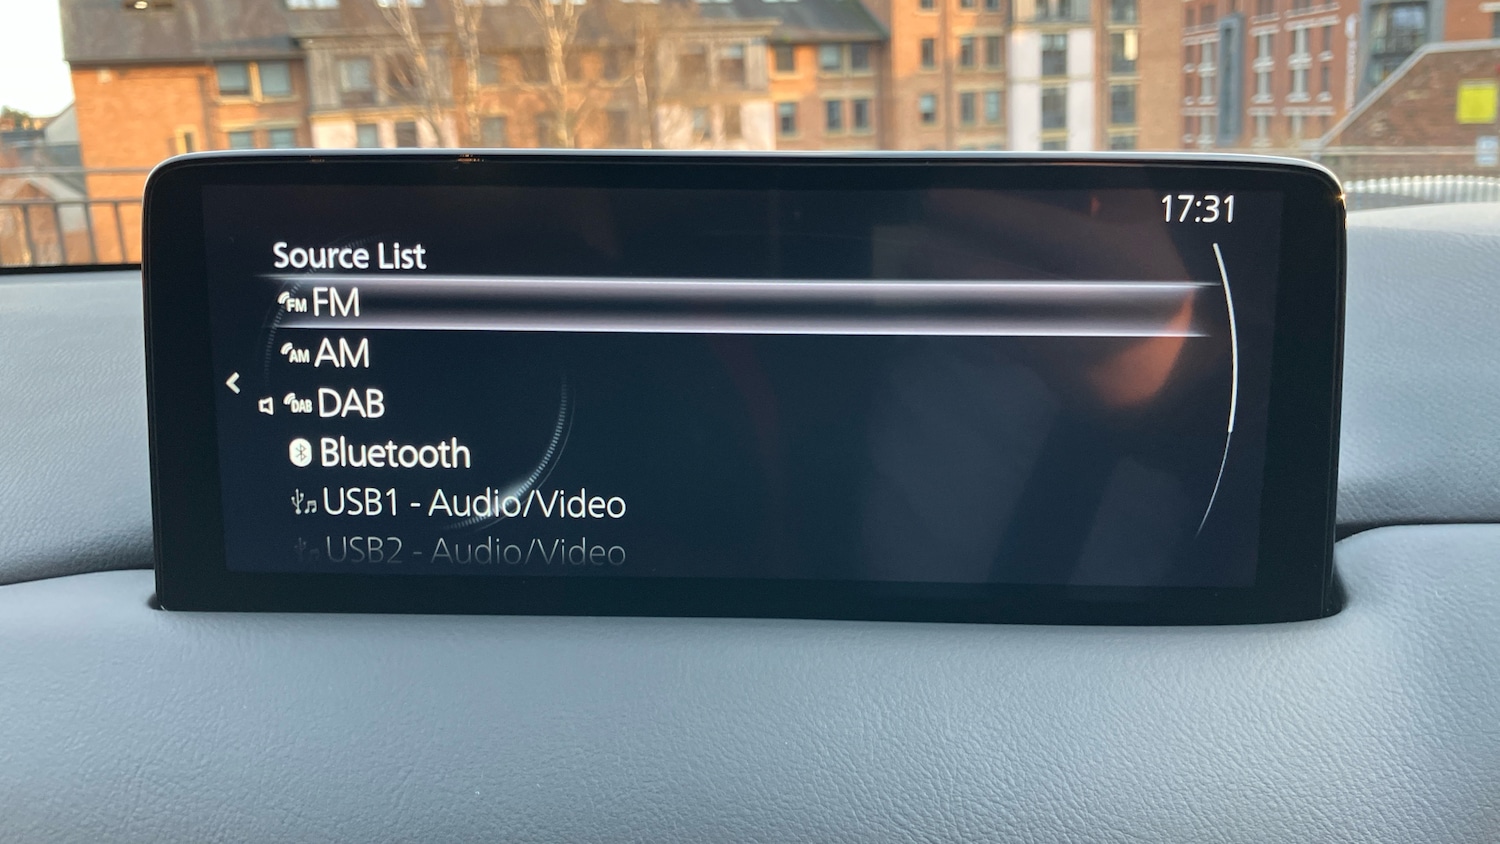 17:31
Source List
FM FM
AM AM
DAB DAB
Bluetooth
USB1 - Audio/Video
USB2 - Audio/Video